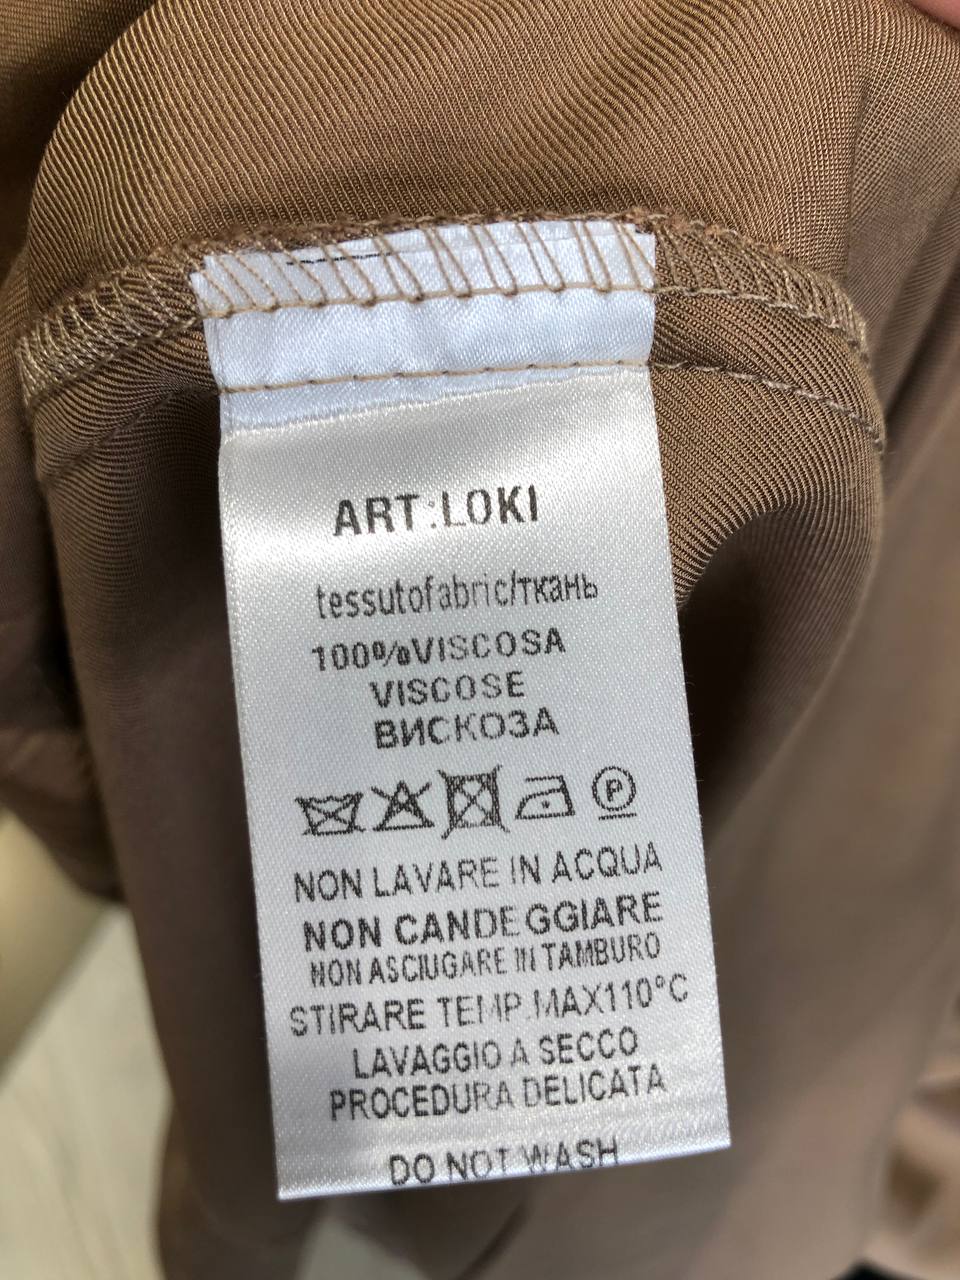 ART:LOKI
tessutofabric/ткань
100%VISCOSA
VISCOSE
ВИСКОЗА
P
NON LAVARE IN ACQUA
NON CANDEGGIARE
NON ASCIUGARE IN TAMBURO
STIRARE TEMP.MAX110°C
LAVAGGIO A SECCO
PROCEDURA DELICATA
DO NOT WASH